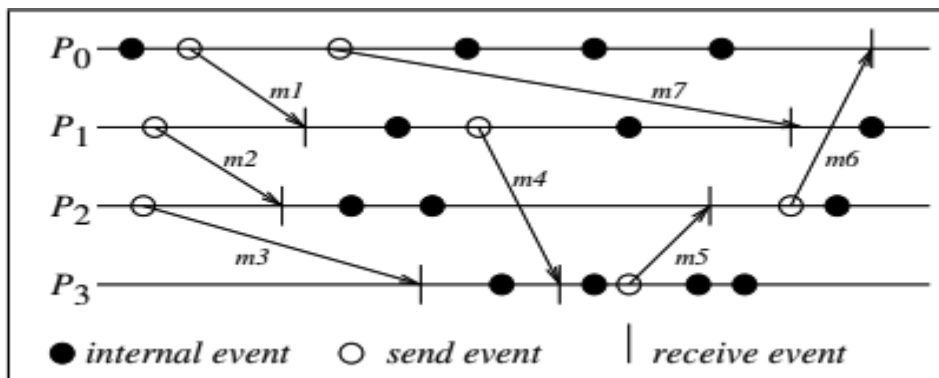 P0
m1
m7
P1
m2
m4
m6
P2
m3
m5
P3
internal event
send event
receive event